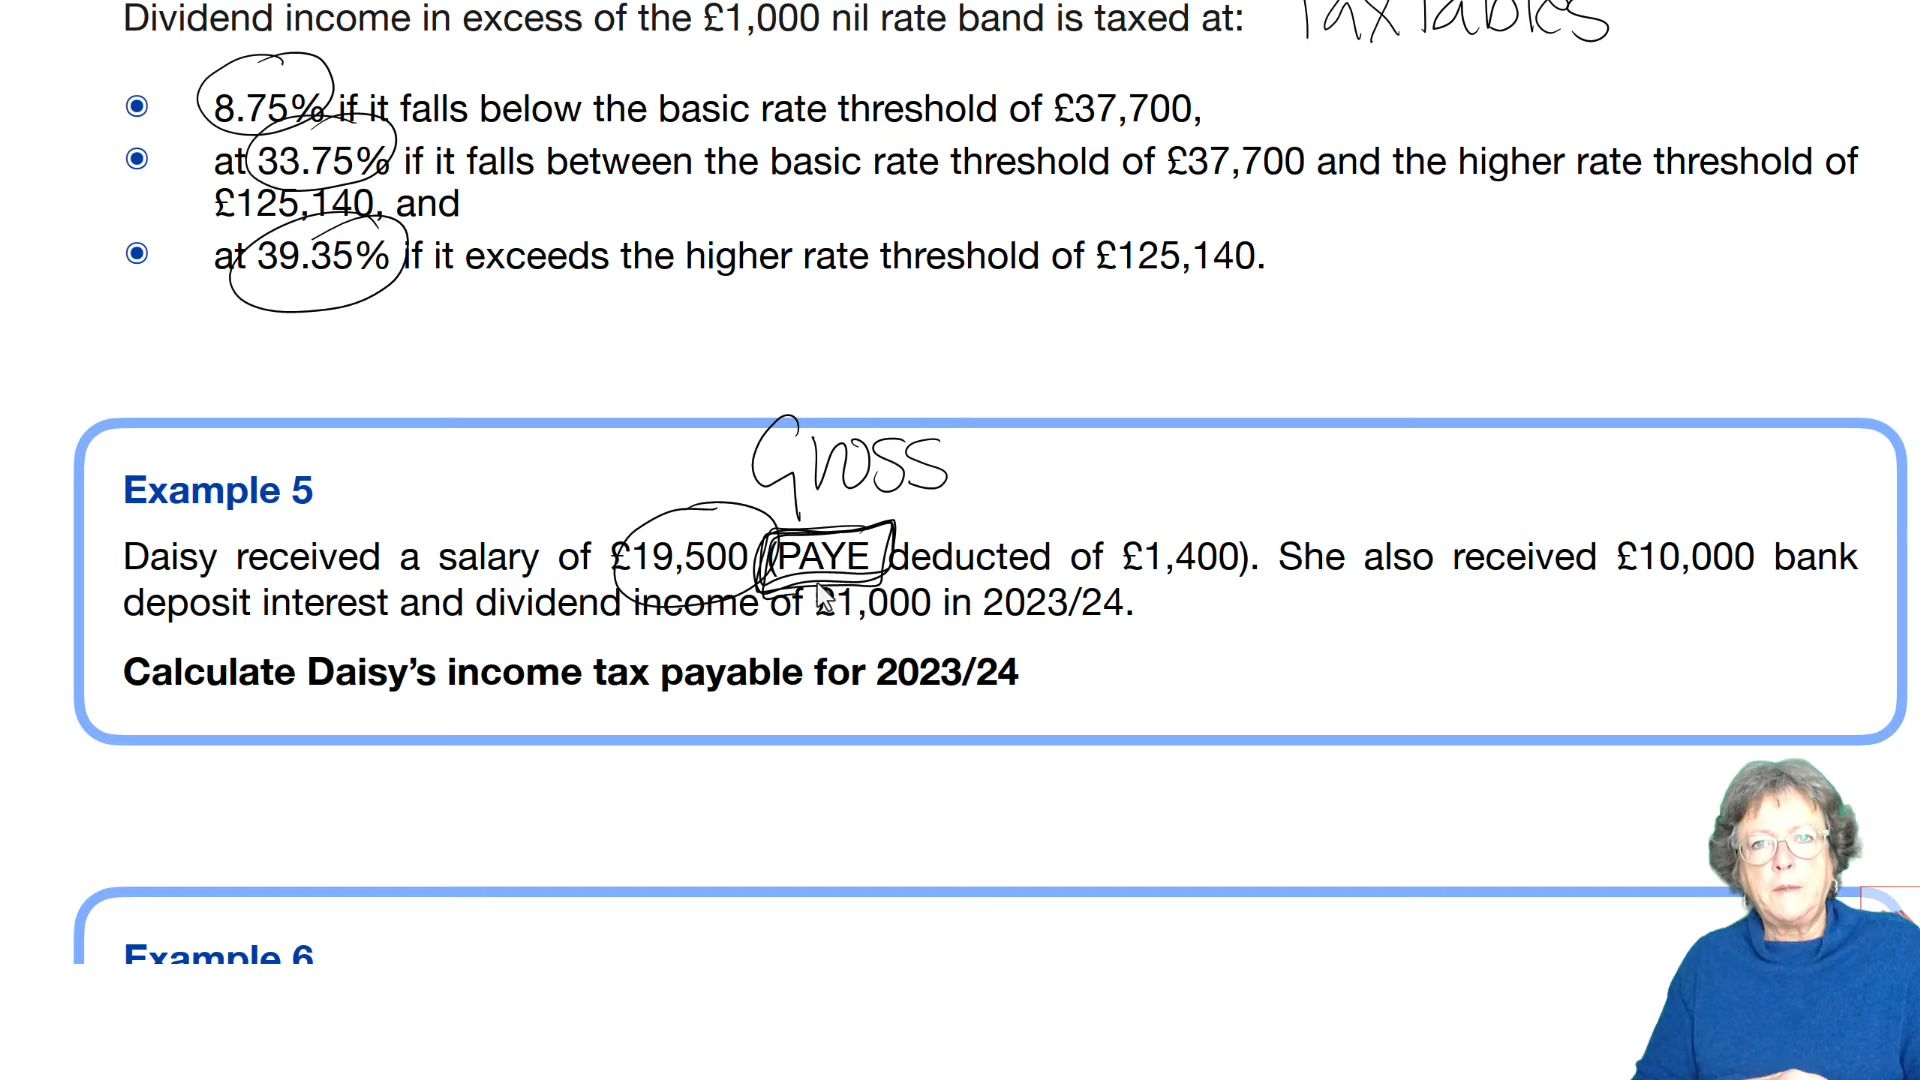 Dividend income in excess of the £1,000 nil rate band is taxed at: Tax Tables
8.75% if it falls below the basic rate threshold of £37,700,
at 33.75% if it falls between the basic rate threshold of £37,700 and the higher rate threshold of
£125,140, and
at 39.35% if it exceeds the higher rate threshold of £125,140.
Gross
Example 5
Daisy received a salary of £19,500 (PAYE deducted of £1,400). She also received £10,000 bank
deposit interest and dividend income of £1,000 in 2023/24.
Calculate Daisy's income tax payable for 2023/24
Example 6